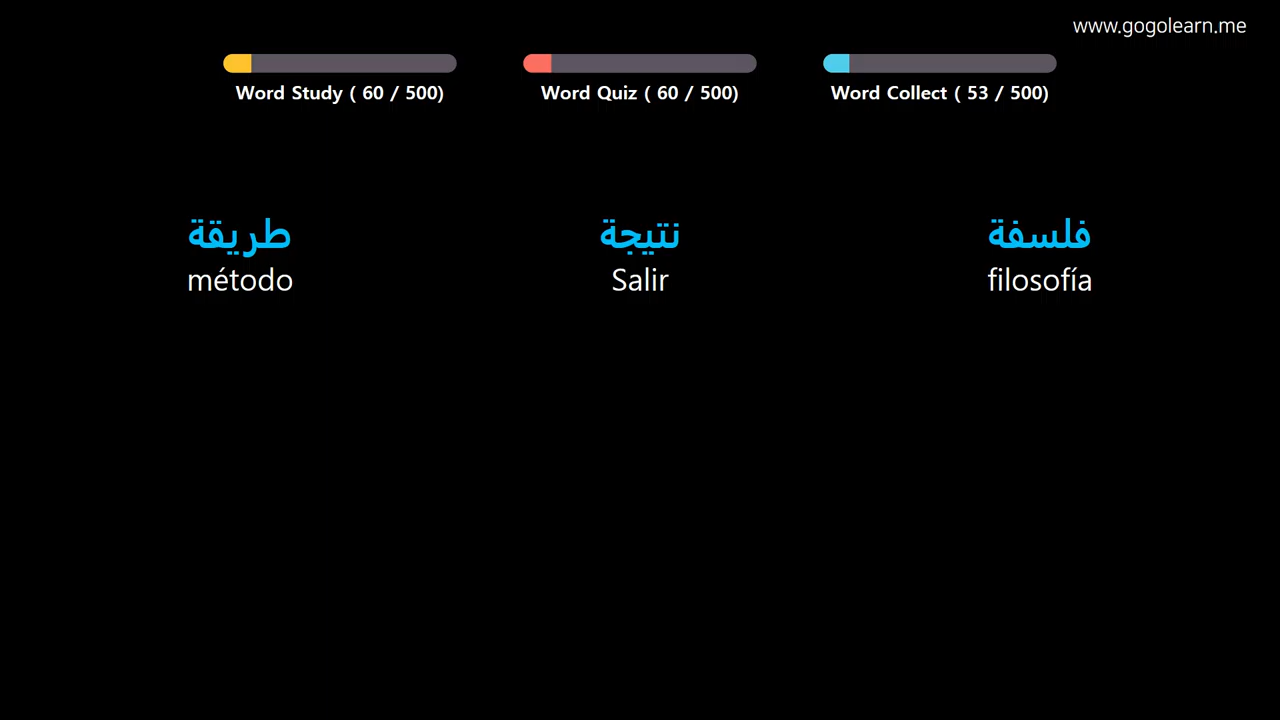 www.gogolearn.me
Word Study ( 60 / 500)
Word Quiz ( 60 / 500)
Word Collect ( 53 / 500)
طريقة
método
نتيجة
Salir
فلسفة
filosofía